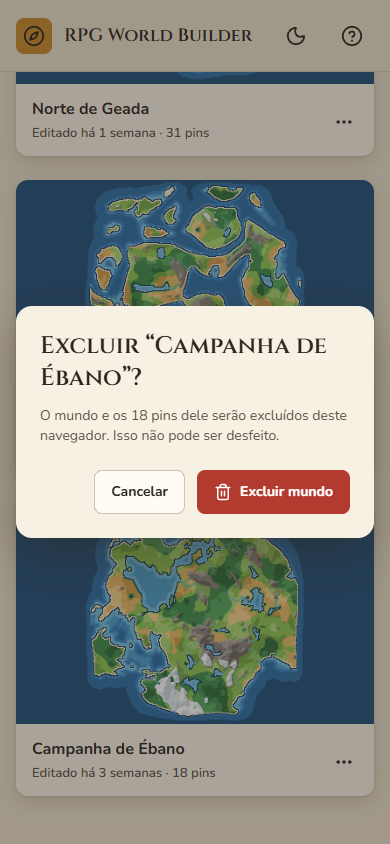 RPG World Builder
Norte de Geada
Editado há 1 semana · 31 pins
Excluir “Campanha de
Ébano”?
O mundo e os 18 pins dele serão excluídos deste
navegador. Isso não pode ser desfeito.
Cancelar
Excluir mundo
Campanha de Ébano
Editado há 3 semanas · 18 pins